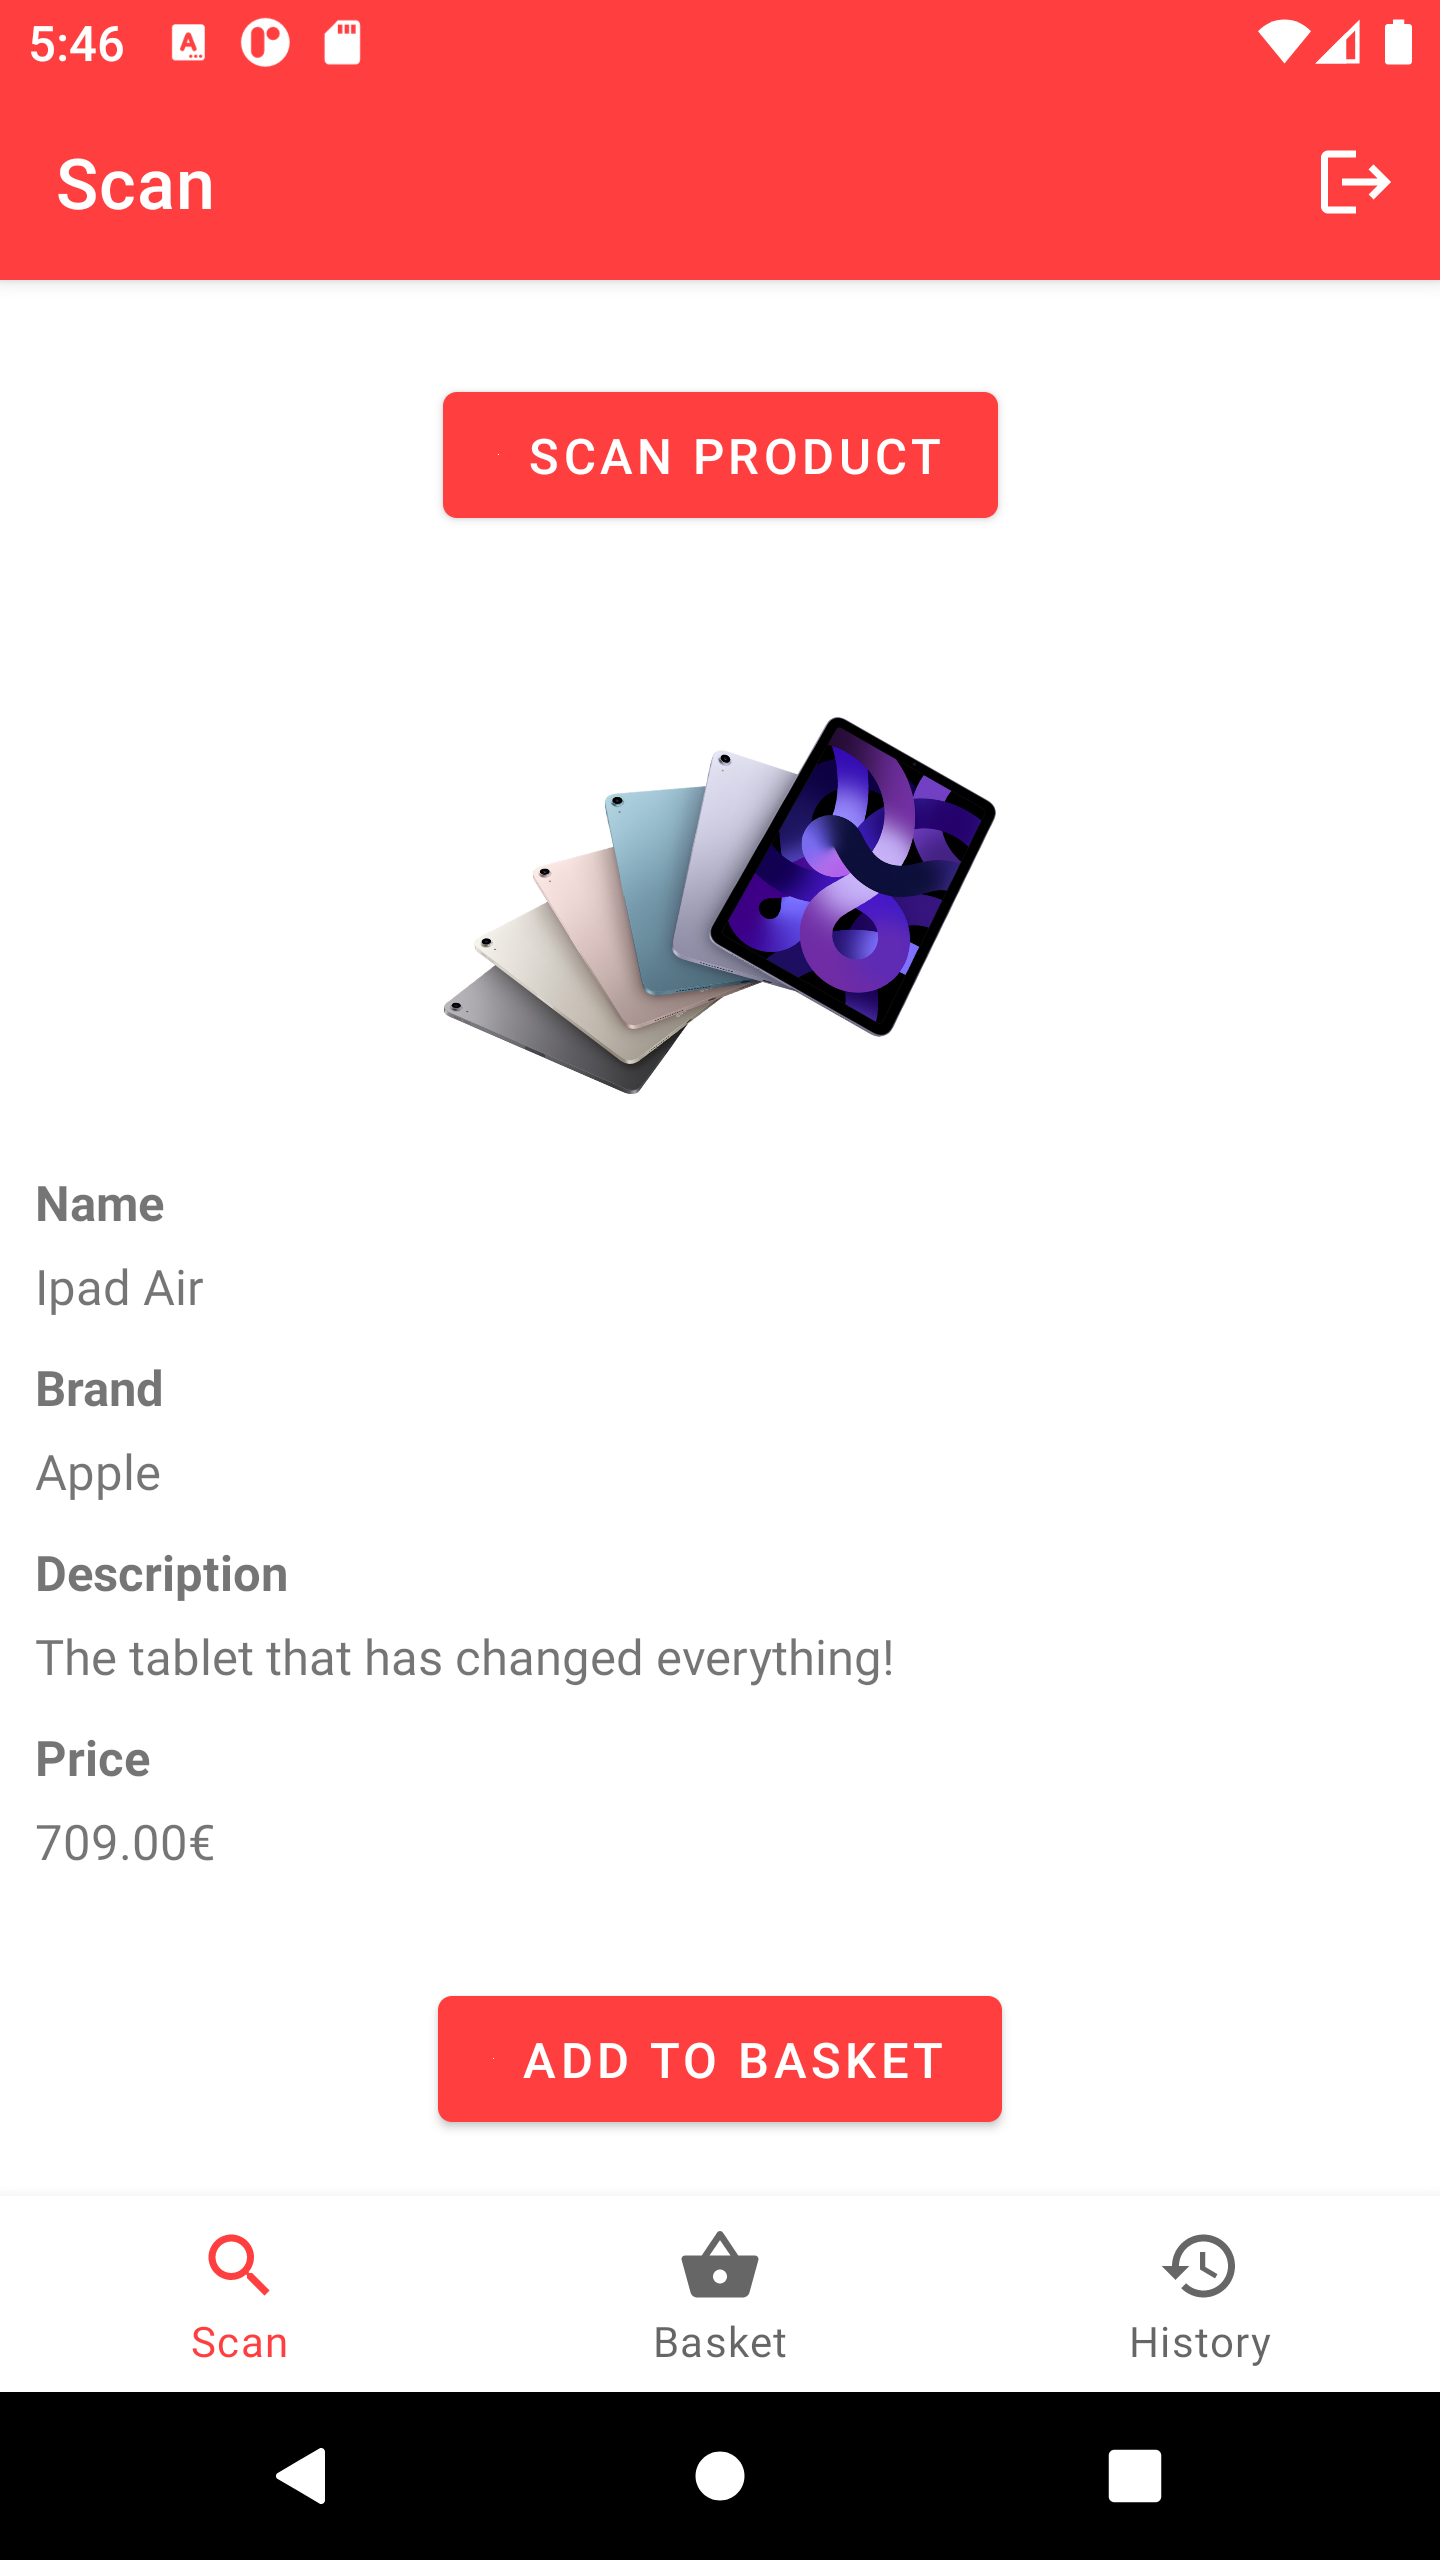 5:46
Scan
SCAN PRODUCT
Name
Ipad Air
Brand
Apple
Description
The tablet that has changed everything!
Price
709.00€
ADD TO BASKET
Scan
Basket
History